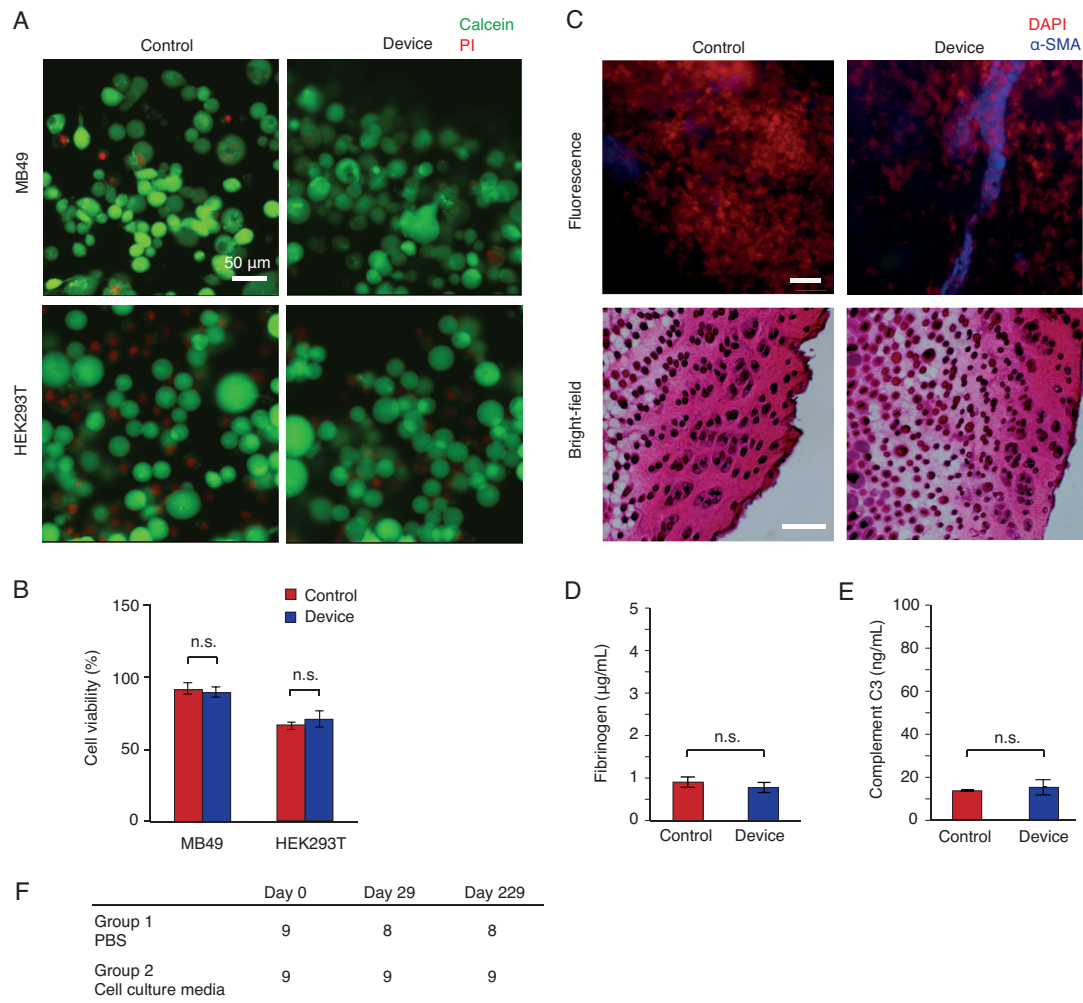 A
Calcein
PI
Control
Device
MB49
50 μm
HEK293T
C
DAPI
α-SMA
Control
Device
Fluorescence
Bright-field
B
Control
Device
Cell viability (%)
150
100
50
0
n.s.
n.s.
MB49
HEK293T
D
Fibrinogen (μg/mL)
5
4
3
2
1
0
n.s.
Control
Device
E
Complement C3 (ng/mL)
100
80
60
40
20
0
n.s.
Control
Device
F
Day 0 Day 29 Day 229
Group 1
PBS
9 8 8
Group 2
Cell culture media
9 9 9